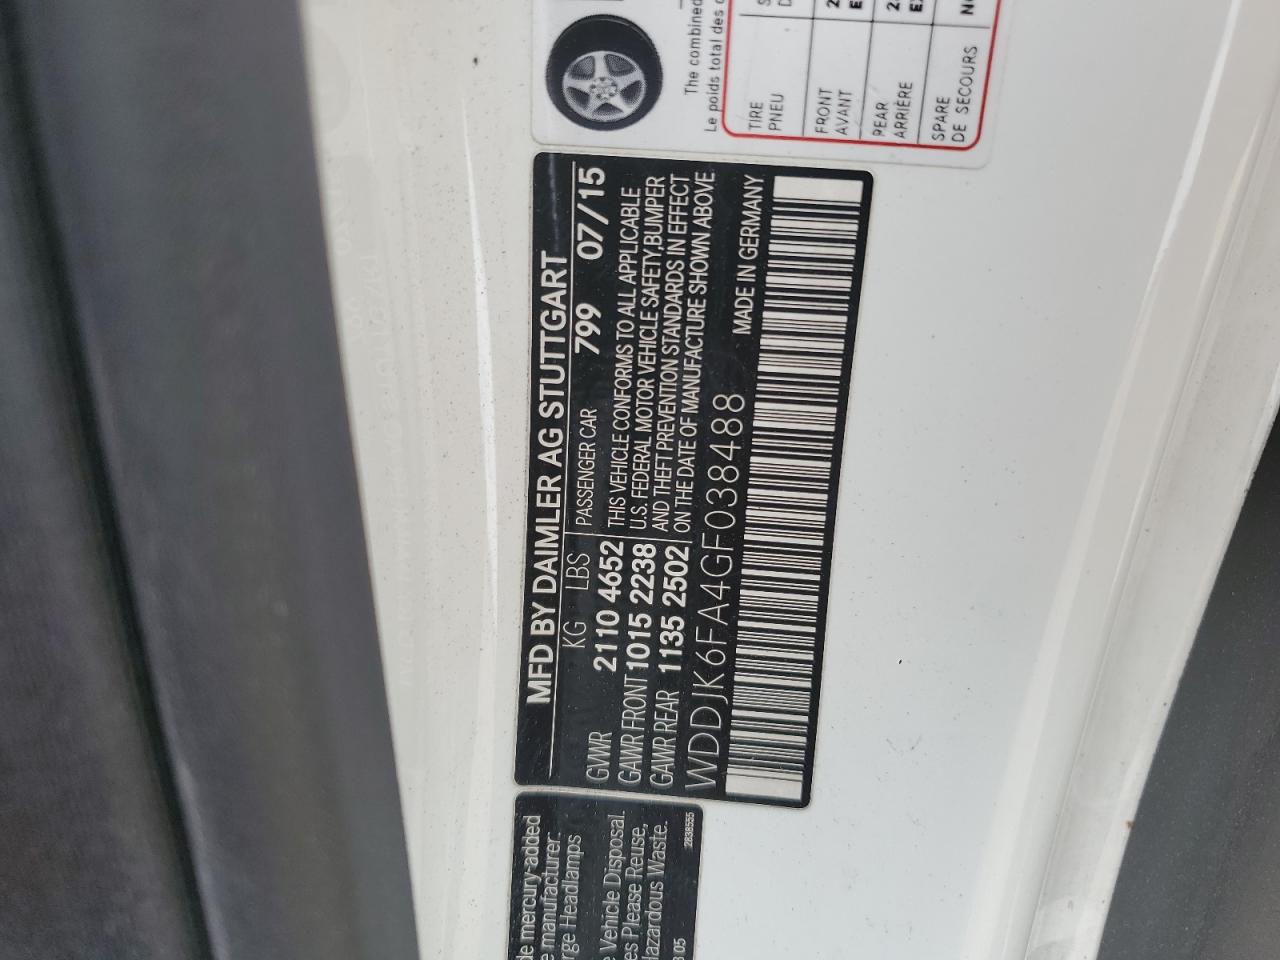 The combined
Le poids total des
TIRE
PNEU
FRONT
AVANT
REAR
ARRIÈRE
SPARE
DE SECOURS
MFD BY DAIMLER AG STUTTGART
KG LBS PASSENGER CAR 799 07/15
GVWR 2110 4652
GAWR FRONT 1015 2238
GAWR REAR 1135 2502
THIS VEHICLE CONFORMS TO ALL APPLICABLE
U.S. FEDERAL MOTOR VEHICLE SAFETY,BUMPER
AND THEFT PREVENTION STANDARDS IN EFFECT
ON THE DATE OF MANUFACTURE SHOWN ABOVE
WDDJK6FA4GF038488 MADE IN GERMANY
mercury-added
manufacturer.
Headlamps
Vehicle Disposal.
Please Reuse,
Hazardous Waste.
2838555
05